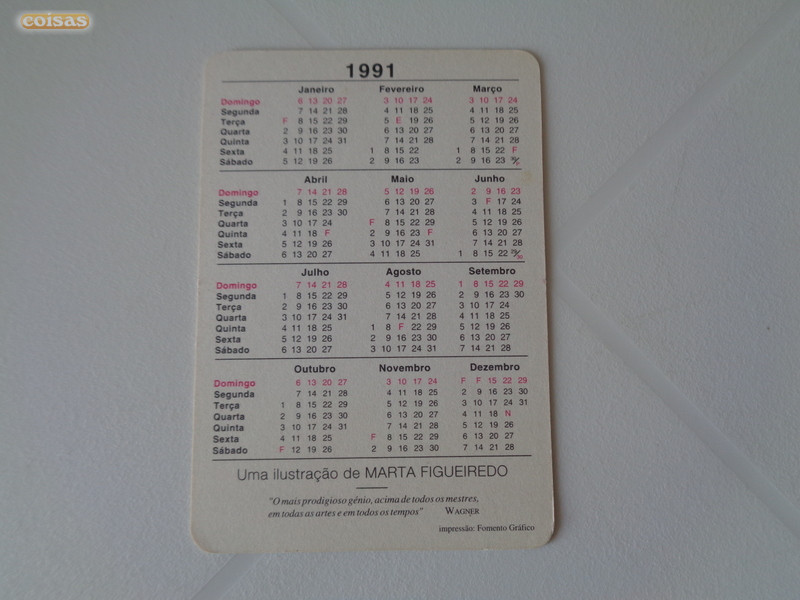 coisas
1991
Janeiro Fevereiro Março
Domingo 6 13 20 27 3 10 17 24 3 10 17 24
Segunda 7 14 21 28 4 11 18 25 4 11 18 25
Terça F 8 15 22 29 5 E 19 26 5 12 19 26
Quarta 2 9 16 23 30 6 13 20 27 6 13 20 27
Quinta 3 10 17 24 31 7 14 21 28 7 14 21 28
Sexta 4 11 18 25 1 8 15 22 1 8 15 22 F
Sábado 5 12 19 26 2 9 16 23 2 9 16 23
Abril Maio Junho
Domingo 7 14 21 28 5 12 19 26 2 9 16 23
Segunda 1 8 15 22 29 6 13 20 27 3 F 17 24
Terça 2 9 16 23 30 7 14 21 28 4 11 18 25
Quarta 3 10 17 24 F 8 15 22 29 5 12 19 26
Quinta 4 11 18 F 2 9 16 23 F 6 13 20 27
Sexta 5 12 19 26 3 10 17 24 31 7 14 21 28
Sábado 6 13 20 27 4 11 18 25 1 8 15 22 29/30
Julho Agosto Setembro
Domingo 7 14 21 28 4 11 18 25 1 8 15 22 29
Segunda 1 8 15 22 29 5 12 19 26 2 9 16 23 30
Terça 2 9 16 23 30 6 13 20 27 3 10 17 24
Quarta 3 10 17 24 31 7 14 21 28 4 11 18 25
Quinta 4 11 18 25 1 8 F 22 29 5 12 19 26
Sexta 5 12 19 26 2 9 16 23 30 6 13 20 27
Sábado 6 13 20 27 3 10 17 24 31 7 14 21 28
Outubro Novembro Dezembro
Domingo 6 13 20 27 3 10 17 24 F F 15 22 29
Segunda 7 14 21 28 4 11 18 25 2 9 16 23 30
Terça 1 8 15 22 29 5 12 19 26 3 10 17 24 31
Quarta 2 9 16 23 30 6 13 20 27 4 11 18 N
Quinta 3 10 17 24 31 7 14 21 28 5 12 19 26
Sexta 4 11 18 25 F 8 15 22 29 6 13 20 27
Sábado F 12 19 26 2 9 16 23 30 7 14 21 28
Uma ilustração de MARTA FIGUEIREDO
"O mais prodigioso génio, acima de todos os mestres,
em todas as artes e em todos os tempos" WAGNER
impressão: Fomento Gráfico